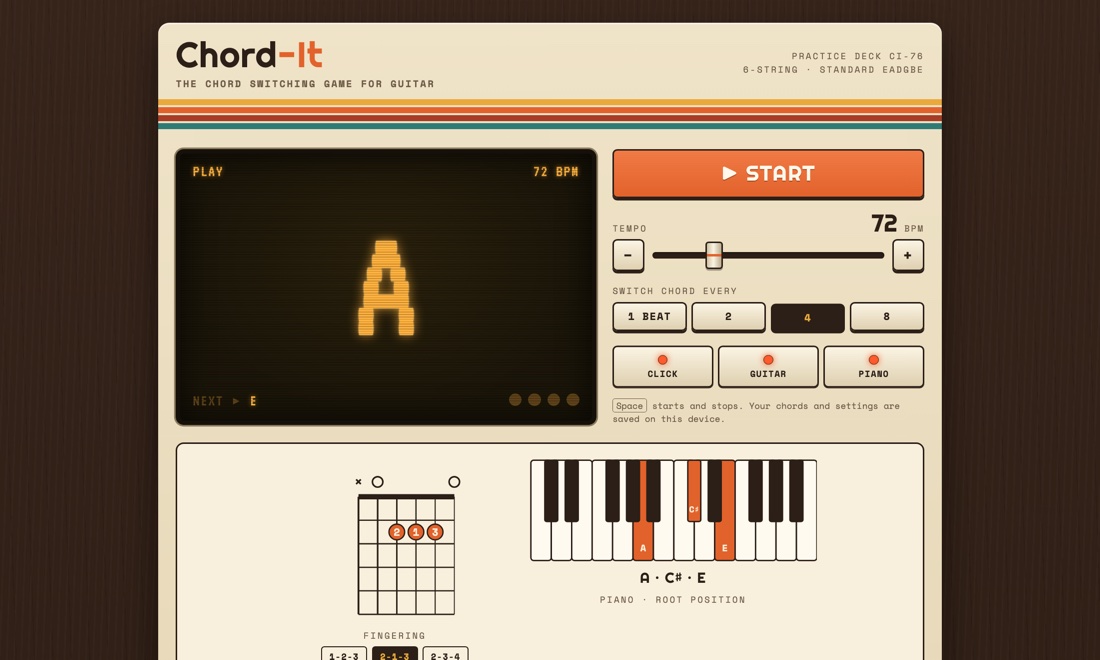 Chord-It
THE CHORD SWITCHING GAME FOR GUITAR
PRACTICE DECK CI-76
6-STRING · STANDARD EADGBE
PLAY
72 BPM
A
NEXT ► E
► START
TEMPO
72 BPM
−
+
SWITCH CHORD EVERY
1 BEAT
2
4
8
CLICK
GUITAR
PIANO
Space starts and stops. Your chords and settings are
saved on this device.
×
2 1 3
FINGERING
1-2-3
2-1-3
2-3-4
C♯
A
E
A · C♯ · E
PIANO · ROOT POSITION